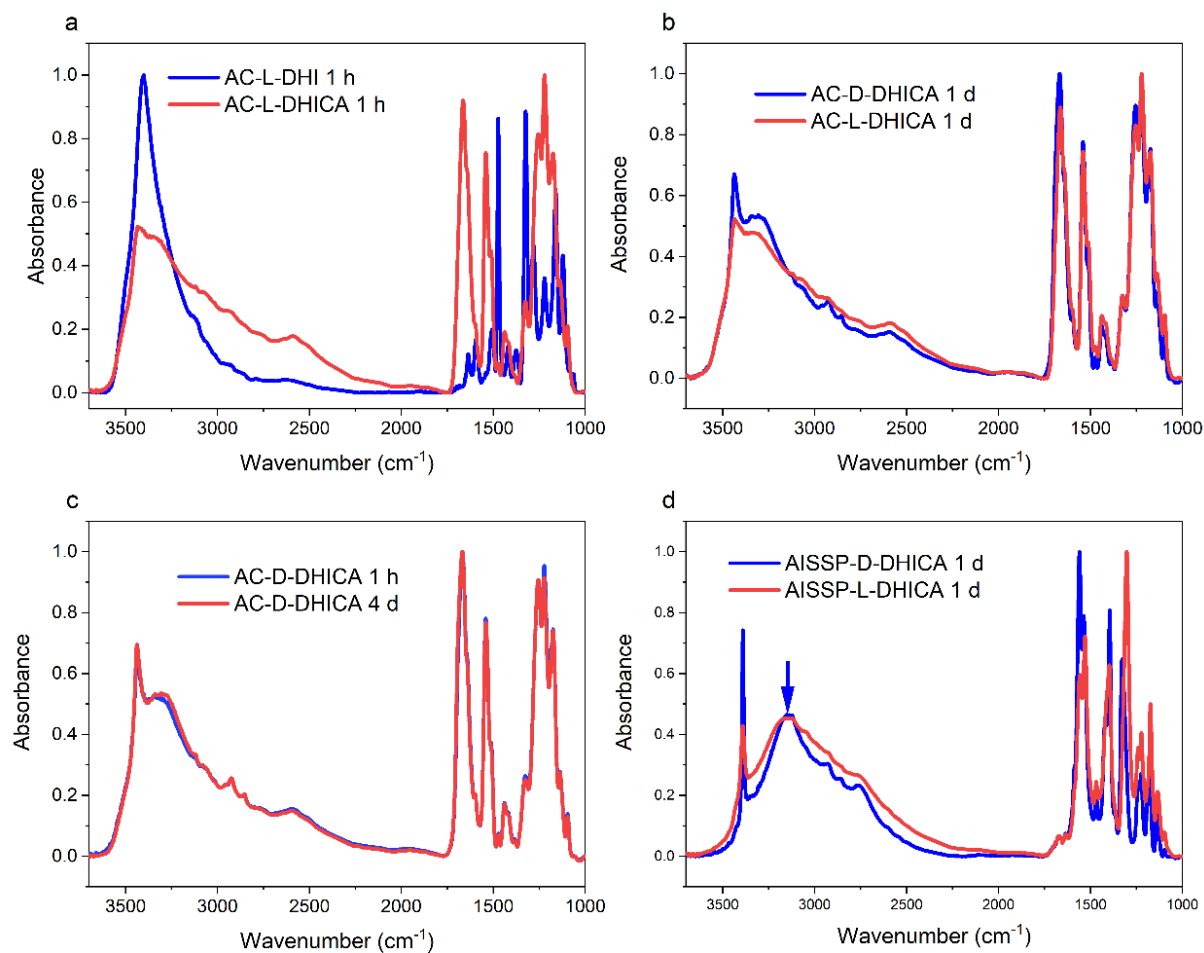 a
AC-L-DHI 1 h
AC-L-DHICA 1 h
1.0
0.8
0.6
0.4
0.2
0.0
Absorbance
3500 3000 2500 2000 1500 1000
Wavenumber (cm⁻¹)
b
AC-D-DHICA 1 d
AC-L-DHICA 1 d
1.0
0.8
0.6
0.4
0.2
0.0
Absorbance
3500 3000 2500 2000 1500 1000
Wavenumber (cm⁻¹)
c
AC-D-DHICA 1 h
AC-D-DHICA 4 d
1.0
0.8
0.6
0.4
0.2
0.0
Absorbance
3500 3000 2500 2000 1500 1000
Wavenumber (cm⁻¹)
d
AISSP-D-DHICA 1 d
AISSP-L-DHICA 1 d
1.0
0.8
0.6
0.4
0.2
0.0
Absorbance
3500 3000 2500 2000 1500 1000
Wavenumber (cm⁻¹)